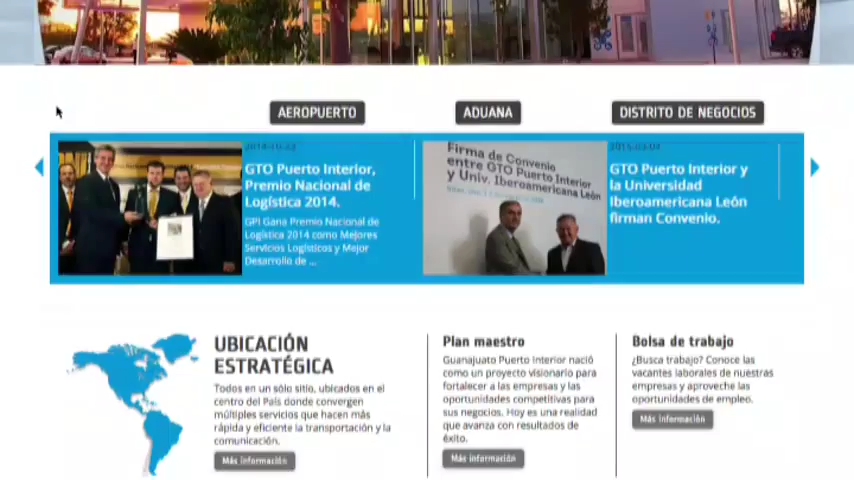 AEROPUERTO
ADUANA
DISTRITO DE NEGOCIOS
GTO Puerto Interior,
Premio Nacional de
Logística 2014.
GPI Gana Premio Nacional de
Logística 2014 como Mejores
Servicios Logísticos y Mejor
Desarrollo de ...
Firma de Convenio
entre GTO Puerto Interior
y Univ. Iberoamericana León
GTO Puerto Interior y
la Universidad
Iberoamericana León
firman Convenio.
UBICACIÓN
ESTRATÉGICA
Todos en un sólo sitio, ubicados en el
centro del País donde convergen
múltiples servicios que hacen más
rápida y eficiente la transportación y la
comunicación.
Más información
Plan maestro
Guanajuato Puerto Interior nació
como un proyecto visionario para
fortalecer a las empresas y las
oportunidades competitivas para
sus negocios. Hoy es una realidad
que avanza con resultados de
éxito.
Más información
Bolsa de trabajo
¿Busca trabajo? Conoce las
vacantes laborales de nuestras
empresas y aproveche las
oportunidades de empleo.
Más información